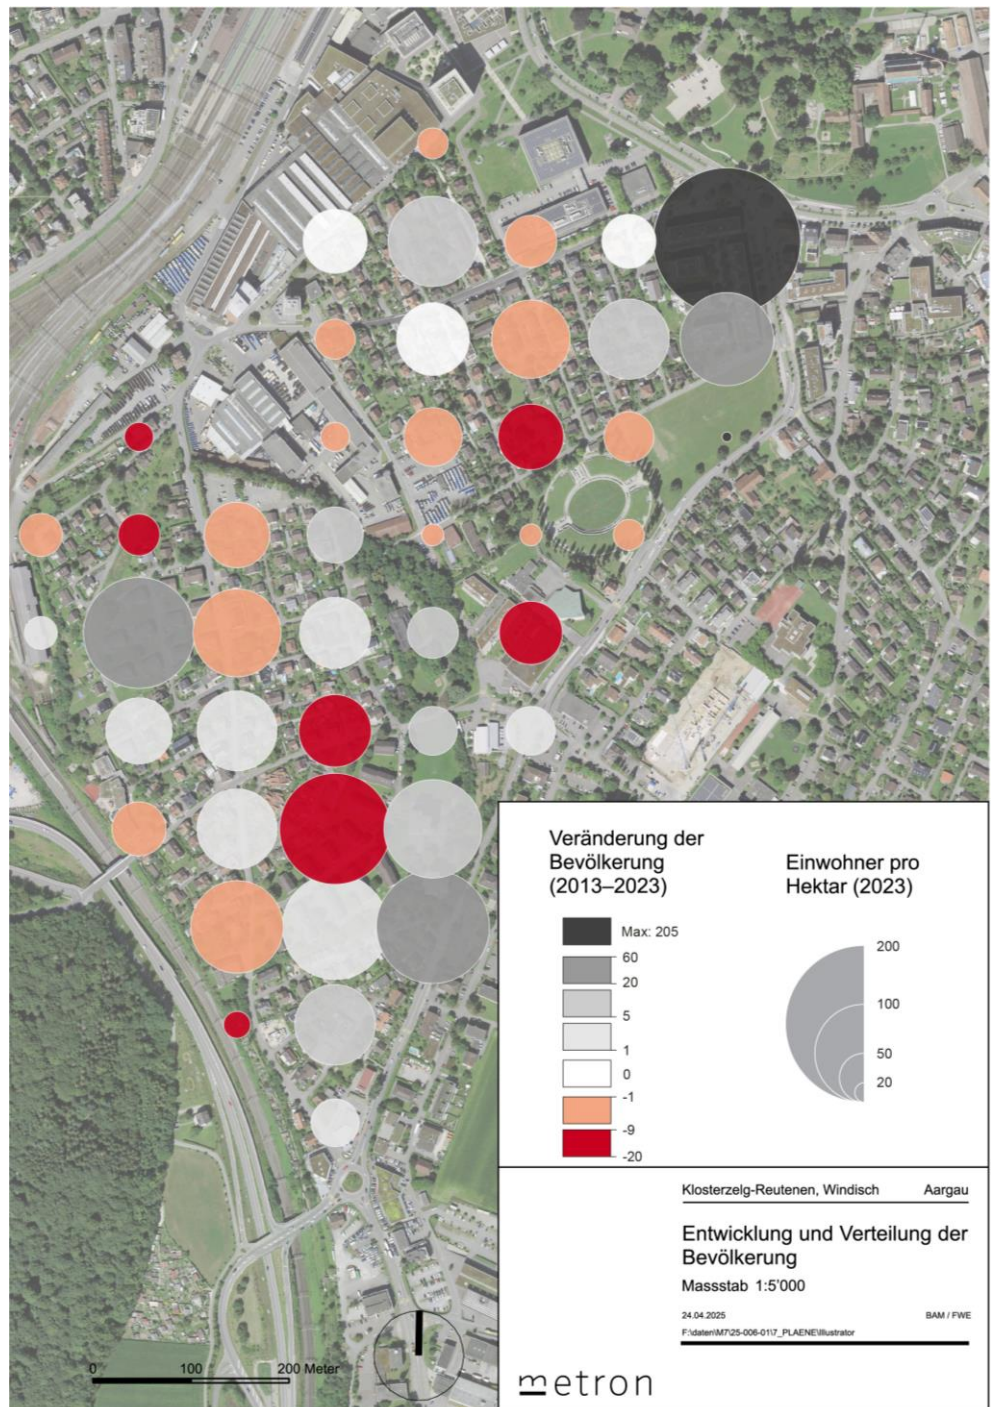 Veränderung der
Bevölkerung
(2013–2023)
Max: 205
60
20
5
1
0
-1
-9
-20
Einwohner pro
Hektar (2023)
200
100
50
20
Klosterzelg-Reutenen, Windisch Aargau
Entwicklung und Verteilung der
Bevölkerung
Massstab 1:5'000
24.04.2025 BAM / FWE
F:\daten\M7\25-006-01\7_PLAENE\Illustrator
0 100 200 Meter
metron